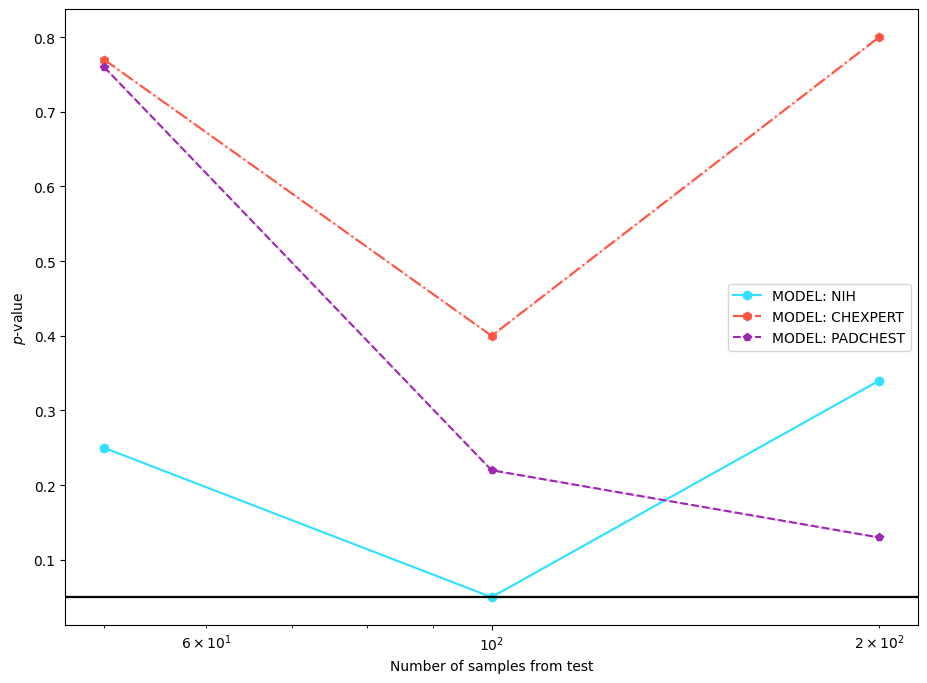 0.8
0.7
0.6
0.5
0.4
0.3
0.2
0.1
p-value
MODEL: NIH
MODEL: CHEXPERT
MODEL: PADCHEST
6 × 10¹
10²
2 × 10²
Number of samples from test